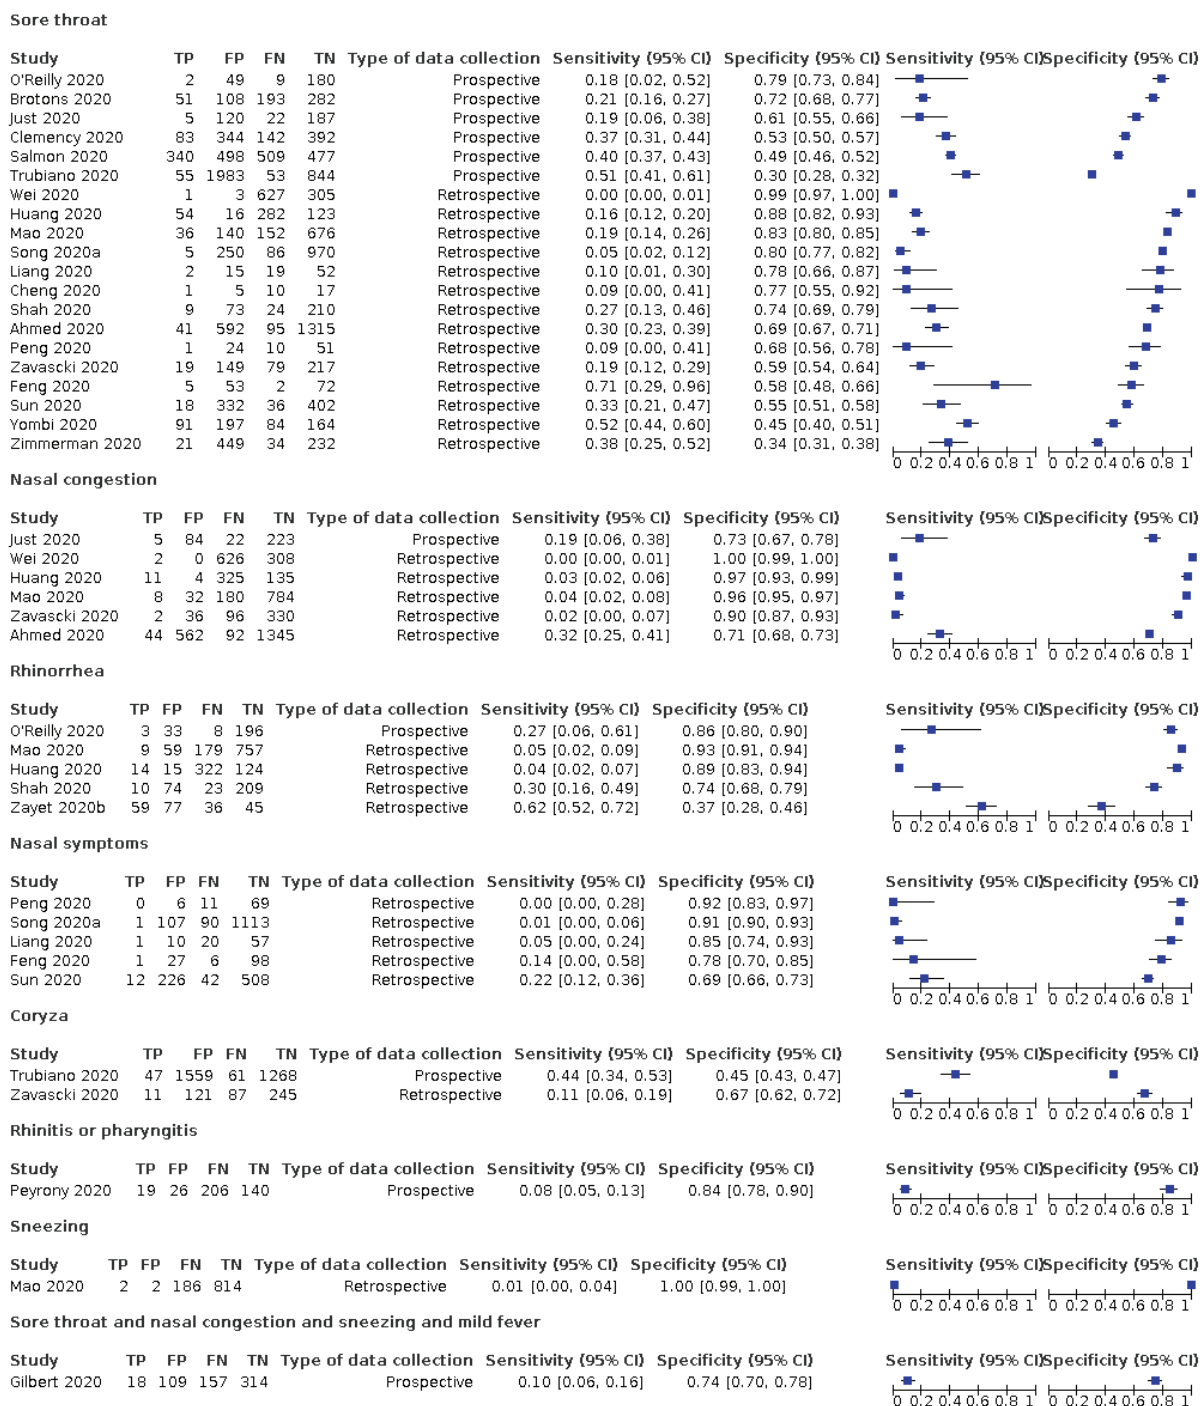 Sore throat
Study TP FP FN TN Type of data collection Sensitivity (95% CI) Specificity (95% CI) Sensitivity (95% CI) Specificity (95% CI)
O'Reilly 2020 2 49 9 180 Prospective 0.18 [0.02, 0.52] 0.79 [0.73, 0.84]
Brotons 2020 51 108 193 282 Prospective 0.21 [0.16, 0.27] 0.72 [0.68, 0.77]
Just 2020 5 120 22 187 Prospective 0.19 [0.06, 0.38] 0.61 [0.55, 0.66]
Clemency 2020 83 344 142 392 Prospective 0.37 [0.31, 0.44] 0.53 [0.50, 0.57]
Salmon 2020 340 498 509 477 Prospective 0.40 [0.37, 0.43] 0.49 [0.46, 0.52]
Trubiano 2020 55 1983 53 844 Prospective 0.51 [0.41, 0.61] 0.30 [0.28, 0.32]
Wei 2020 1 3 627 305 Retrospective 0.00 [0.00, 0.01] 0.99 [0.97, 1.00]
Huang 2020 54 16 282 123 Retrospective 0.16 [0.12, 0.20] 0.88 [0.82, 0.93]
Mao 2020 36 140 152 676 Retrospective 0.19 [0.14, 0.26] 0.83 [0.80, 0.85]
Song 2020a 5 250 86 970 Retrospective 0.05 [0.02, 0.12] 0.80 [0.77, 0.82]
Liang 2020 2 15 19 52 Retrospective 0.10 [0.01, 0.30] 0.78 [0.66, 0.87]
Cheng 2020 1 5 10 17 Retrospective 0.09 [0.00, 0.41] 0.77 [0.55, 0.92]
Shah 2020 9 73 24 210 Retrospective 0.27 [0.13, 0.46] 0.74 [0.69, 0.79]
Ahmed 2020 41 592 95 1315 Retrospective 0.30 [0.23, 0.39] 0.69 [0.67, 0.71]
Peng 2020 1 24 10 51 Retrospective 0.09 [0.00, 0.41] 0.68 [0.56, 0.78]
Zavascki 2020 19 149 79 217 Retrospective 0.19 [0.12, 0.29] 0.59 [0.54, 0.64]
Feng 2020 5 53 2 72 Retrospective 0.71 [0.29, 0.96] 0.58 [0.48, 0.66]
Sun 2020 18 332 36 402 Retrospective 0.33 [0.21, 0.47] 0.55 [0.51, 0.58]
Yombi 2020 91 197 84 164 Retrospective 0.52 [0.44, 0.60] 0.45 [0.40, 0.51]
Zimmerman 2020 21 449 34 232 Retrospective 0.38 [0.25, 0.52] 0.34 [0.31, 0.38]
0 0.2 0.4 0.6 0.8 1 0 0.2 0.4 0.6 0.8 1
Nasal congestion
Study TP FP FN TN Type of data collection Sensitivity (95% CI) Specificity (95% CI) Sensitivity (95% CI) Specificity (95% CI)
Just 2020 5 84 22 223 Prospective 0.19 [0.06, 0.38] 0.73 [0.67, 0.78]
Wei 2020 2 0 626 308 Retrospective 0.00 [0.00, 0.01] 1.00 [0.99, 1.00]
Huang 2020 11 4 325 135 Retrospective 0.03 [0.02, 0.06] 0.97 [0.93, 0.99]
Mao 2020 8 32 180 784 Retrospective 0.04 [0.02, 0.08] 0.96 [0.95, 0.97]
Zavascki 2020 2 36 96 330 Retrospective 0.02 [0.00, 0.07] 0.90 [0.87, 0.93]
Ahmed 2020 44 562 92 1345 Retrospective 0.32 [0.25, 0.41] 0.71 [0.68, 0.73]
0 0.2 0.4 0.6 0.8 1 0 0.2 0.4 0.6 0.8 1
Rhinorrhea
Study TP FP FN TN Type of data collection Sensitivity (95% CI) Specificity (95% CI) Sensitivity (95% CI) Specificity (95% CI)
O'Reilly 2020 3 33 8 196 Prospective 0.27 [0.06, 0.61] 0.86 [0.80, 0.90]
Mao 2020 9 59 179 757 Retrospective 0.05 [0.02, 0.09] 0.93 [0.91, 0.94]
Huang 2020 14 15 322 124 Retrospective 0.04 [0.02, 0.07] 0.89 [0.83, 0.94]
Shah 2020 10 74 23 209 Retrospective 0.30 [0.16, 0.49] 0.74 [0.68, 0.79]
Zayet 2020b 59 77 36 45 Retrospective 0.62 [0.52, 0.72] 0.37 [0.28, 0.46]
0 0.2 0.4 0.6 0.8 1 0 0.2 0.4 0.6 0.8 1
Nasal symptoms
Study TP FP FN TN Type of data collection Sensitivity (95% CI) Specificity (95% CI) Sensitivity (95% CI) Specificity (95% CI)
Peng 2020 0 6 11 69 Retrospective 0.00 [0.00, 0.28] 0.92 [0.83, 0.97]
Song 2020a 1 107 90 1113 Retrospective 0.01 [0.00, 0.06] 0.91 [0.90, 0.93]
Liang 2020 1 10 20 57 Retrospective 0.05 [0.00, 0.24] 0.85 [0.74, 0.93]
Feng 2020 1 27 6 98 Retrospective 0.14 [0.00, 0.58] 0.78 [0.70, 0.85]
Sun 2020 12 226 42 508 Retrospective 0.22 [0.12, 0.36] 0.69 [0.66, 0.73]
0 0.2 0.4 0.6 0.8 1 0 0.2 0.4 0.6 0.8 1
Coryza
Study TP FP FN TN Type of data collection Sensitivity (95% CI) Specificity (95% CI) Sensitivity (95% CI) Specificity (95% CI)
Trubiano 2020 47 1559 61 1268 Prospective 0.44 [0.34, 0.53] 0.45 [0.43, 0.47]
Zavascki 2020 11 121 87 245 Retrospective 0.11 [0.06, 0.19] 0.67 [0.62, 0.72]
0 0.2 0.4 0.6 0.8 1 0 0.2 0.4 0.6 0.8 1
Rhinitis or pharyngitis
Study TP FP FN TN Type of data collection Sensitivity (95% CI) Specificity (95% CI) Sensitivity (95% CI) Specificity (95% CI)
Peyrony 2020 19 26 206 140 Prospective 0.08 [0.05, 0.13] 0.84 [0.78, 0.90]
0 0.2 0.4 0.6 0.8 1 0 0.2 0.4 0.6 0.8 1
Sneezing
Study TP FP FN TN Type of data collection Sensitivity (95% CI) Specificity (95% CI) Sensitivity (95% CI) Specificity (95% CI)
Mao 2020 2 2 186 814 Retrospective 0.01 [0.00, 0.04] 1.00 [0.99, 1.00]
0 0.2 0.4 0.6 0.8 1 0 0.2 0.4 0.6 0.8 1
Sore throat and nasal congestion and sneezing and mild fever
Study TP FP FN TN Type of data collection Sensitivity (95% CI) Specificity (95% CI) Sensitivity (95% CI) Specificity (95% CI)
Gilbert 2020 18 109 157 314 Prospective 0.10 [0.06, 0.16] 0.74 [0.70, 0.78]
0 0.2 0.4 0.6 0.8 1 0 0.2 0.4 0.6 0.8 1